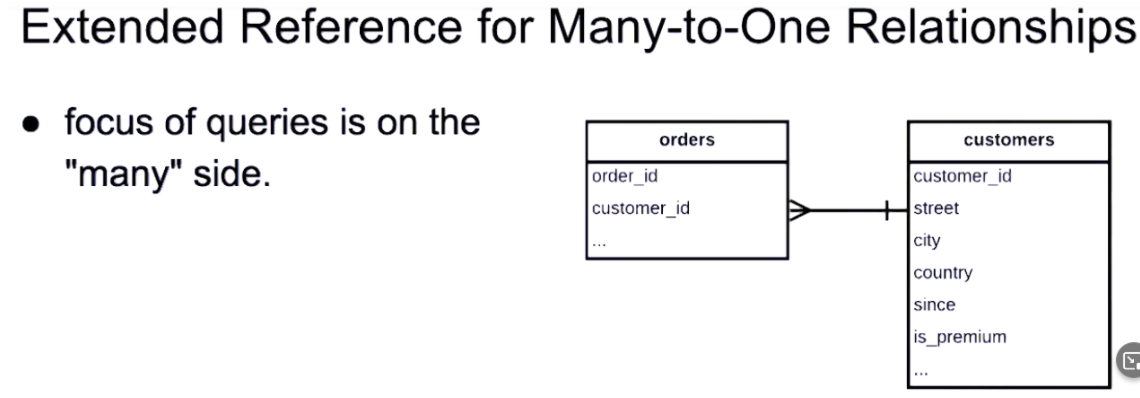 Extended Reference for Many-to-One Relationships
● focus of queries is on the
"many" side.
orders
order_id
customer_id
...
customers
customer_id
street
city
country
since
is_premium
...